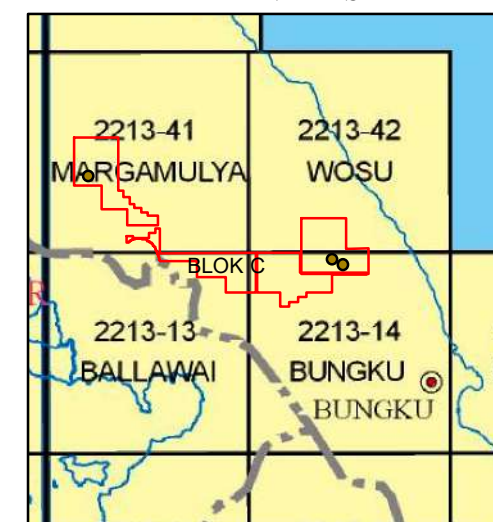 2213-41
MARGAMULYA
2213-42
WOSU
BLOK C
R
2213-13
BALLAWAI
2213-14
BUNGKU
BUNGKU